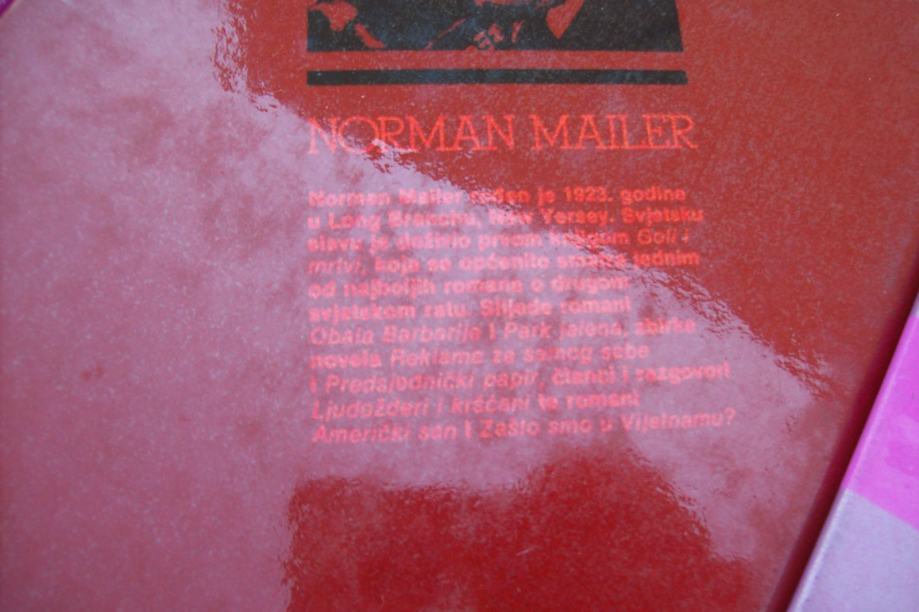 NORMAN MAILER
Norman Mailer rođen je 1923. godine
u Long Branchu, New Yersey. Svjetsku
slavu je doživio prvom knjigom Goli i
mrtvi, koja se općenito smatra jednim
od najboljih romana o drugom
svjetskom ratu. Slijede romani
Obala Barbarije i Park jelena, zbirke
novela Reklame za samog sebe
i Predsjednički papiri, članci i razgovori
Ljudožderi i kršćani te romani
Američki san i Zašto smo u Vijetnamu?